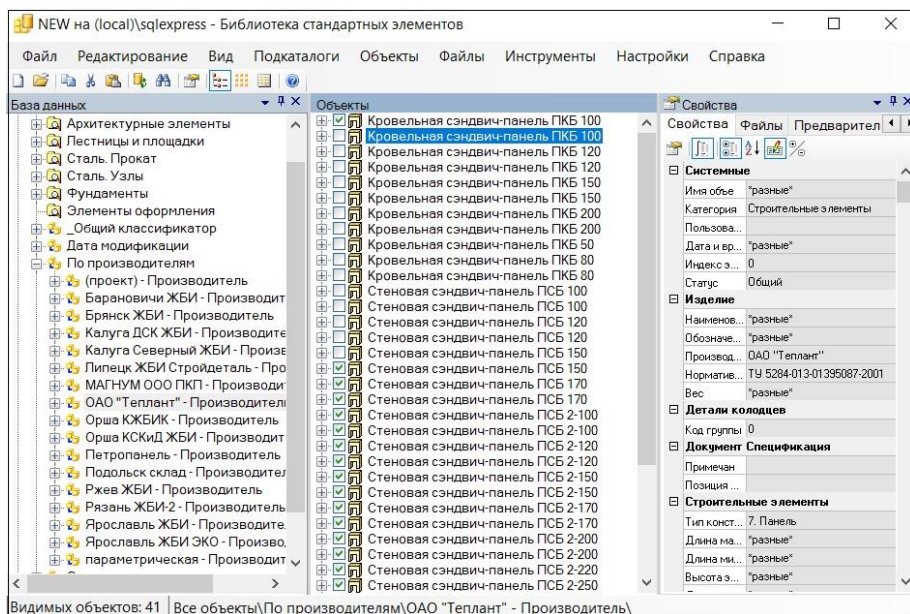 NEW на (local)\sqlexpress - Библиотека стандартных элементов
Файл Редактирование Вид Подкаталоги Объекты Файлы Инструменты Настройки Справка
База данных
Архитектурные элементы
Лестницы и площадки
Сталь. Прокат
Сталь. Узлы
Фундаменты
Элементы оформления
_Общий классификатор
Дата модификации
По производителям
(проект) - Производитель
Барановичи ЖБИ - Производит
Брянск ЖБИ - Производитель
Калуга ДСК ЖБИ - Производите
Калуга Северный ЖБИ - Произв
Липецк ЖБИ Стройдеталь - Про
МАГНУМ ООО ПКП - Производи
ОАО "Теплант" - Производител
Орша КЖБИК - Производитель
Орша КСКиД ЖБИ - Производит
Петропанель - Производитель
Подольск склад - Производител
Ржев ЖБИ - Производитель
Рязань ЖБИ-2 - Производитель
Ярославль ЖБИ - Производите
Ярославль ЖБИ ЭКО - Произво
параметрическая - Производит
Объекты
Кровельная сэндвич-панель ПКБ 100
Кровельная сэндвич-панель ПКБ 100
Кровельная сэндвич-панель ПКБ 120
Кровельная сэндвич-панель ПКБ 120
Кровельная сэндвич-панель ПКБ 150
Кровельная сэндвич-панель ПКБ 150
Кровельная сэндвич-панель ПКБ 200
Кровельная сэндвич-панель ПКБ 200
Кровельная сэндвич-панель ПКБ 50
Кровельная сэндвич-панель ПКБ 80
Кровельная сэндвич-панель ПКБ 80
Стеновая сэндвич-панель ПСБ 100
Стеновая сэндвич-панель ПСБ 100
Стеновая сэндвич-панель ПСБ 120
Стеновая сэндвич-панель ПСБ 120
Стеновая сэндвич-панель ПСБ 150
Стеновая сэндвич-панель ПСБ 150
Стеновая сэндвич-панель ПСБ 170
Стеновая сэндвич-панель ПСБ 170
Стеновая сэндвич-панель ПСБ 2-100
Стеновая сэндвич-панель ПСБ 2-100
Стеновая сэндвич-панель ПСБ 2-120
Стеновая сэндвич-панель ПСБ 2-120
Стеновая сэндвич-панель ПСБ 2-150
Стеновая сэндвич-панель ПСБ 2-150
Стеновая сэндвич-панель ПСБ 2-170
Стеновая сэндвич-панель ПСБ 2-170
Стеновая сэндвич-панель ПСБ 2-200
Стеновая сэндвич-панель ПСБ 2-200
Стеновая сэндвич-панель ПСБ 2-220
Стеновая сэндвич-панель ПСБ 2-250
Свойства
Свойства Файлы Предварител
Системные
Имя объе *разные*
Категория Строительные элементы
Пользова...
Дата и вр... *разные*
Индекс э... 0
Статус Общий
Изделие
Наименов... *разные*
Обозначе... *разные*
Производ... ОАО "Теплант"
Норматив... ТУ 5284-013-01395087-2001
Вес *разные*
Детали колодцев
Код группы 0
Документ Спецификация
Примечан
Позиция ...
Строительные элементы
Тип конст... 7. Панель
Длина ма... *разные*
Длина ми... *разные*
Высота э... *разные*
Видимых объектов: 41 Все объекты\По производителям\ОАО "Теплант" - Производитель\